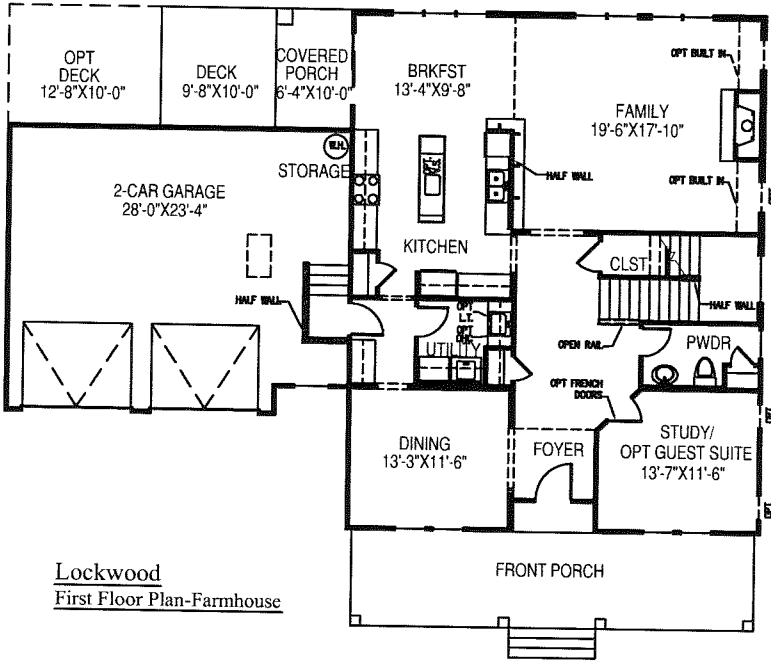 OPT
DECK
12'-8"X10'-0"
DECK
9'-8"X10'-0"
COVERED
PORCH
6'-4"X10'-0"
BRKFST
13'-4"X9'-8"
OPT BUILT IN
FAMILY
19'-6"X17'-10"
W.H.
STORAGE
HALF WALL
OPT BUILT IN
2-CAR GARAGE
28'-0"X23'-4"
KITCHEN
CLST
HALF WALL
HALF WALL
OPT
L.T.
OPT
UTILITY
OPEN RAIL
PWDR
OPT FRENCH
DOORS
DINING
13'-3"X11'-6"
FOYER
STUDY/
OPT GUEST SUITE
13'-7"X11'-6"
OPT
OPT
FRONT PORCH
Lockwood
First Floor Plan-Farmhouse